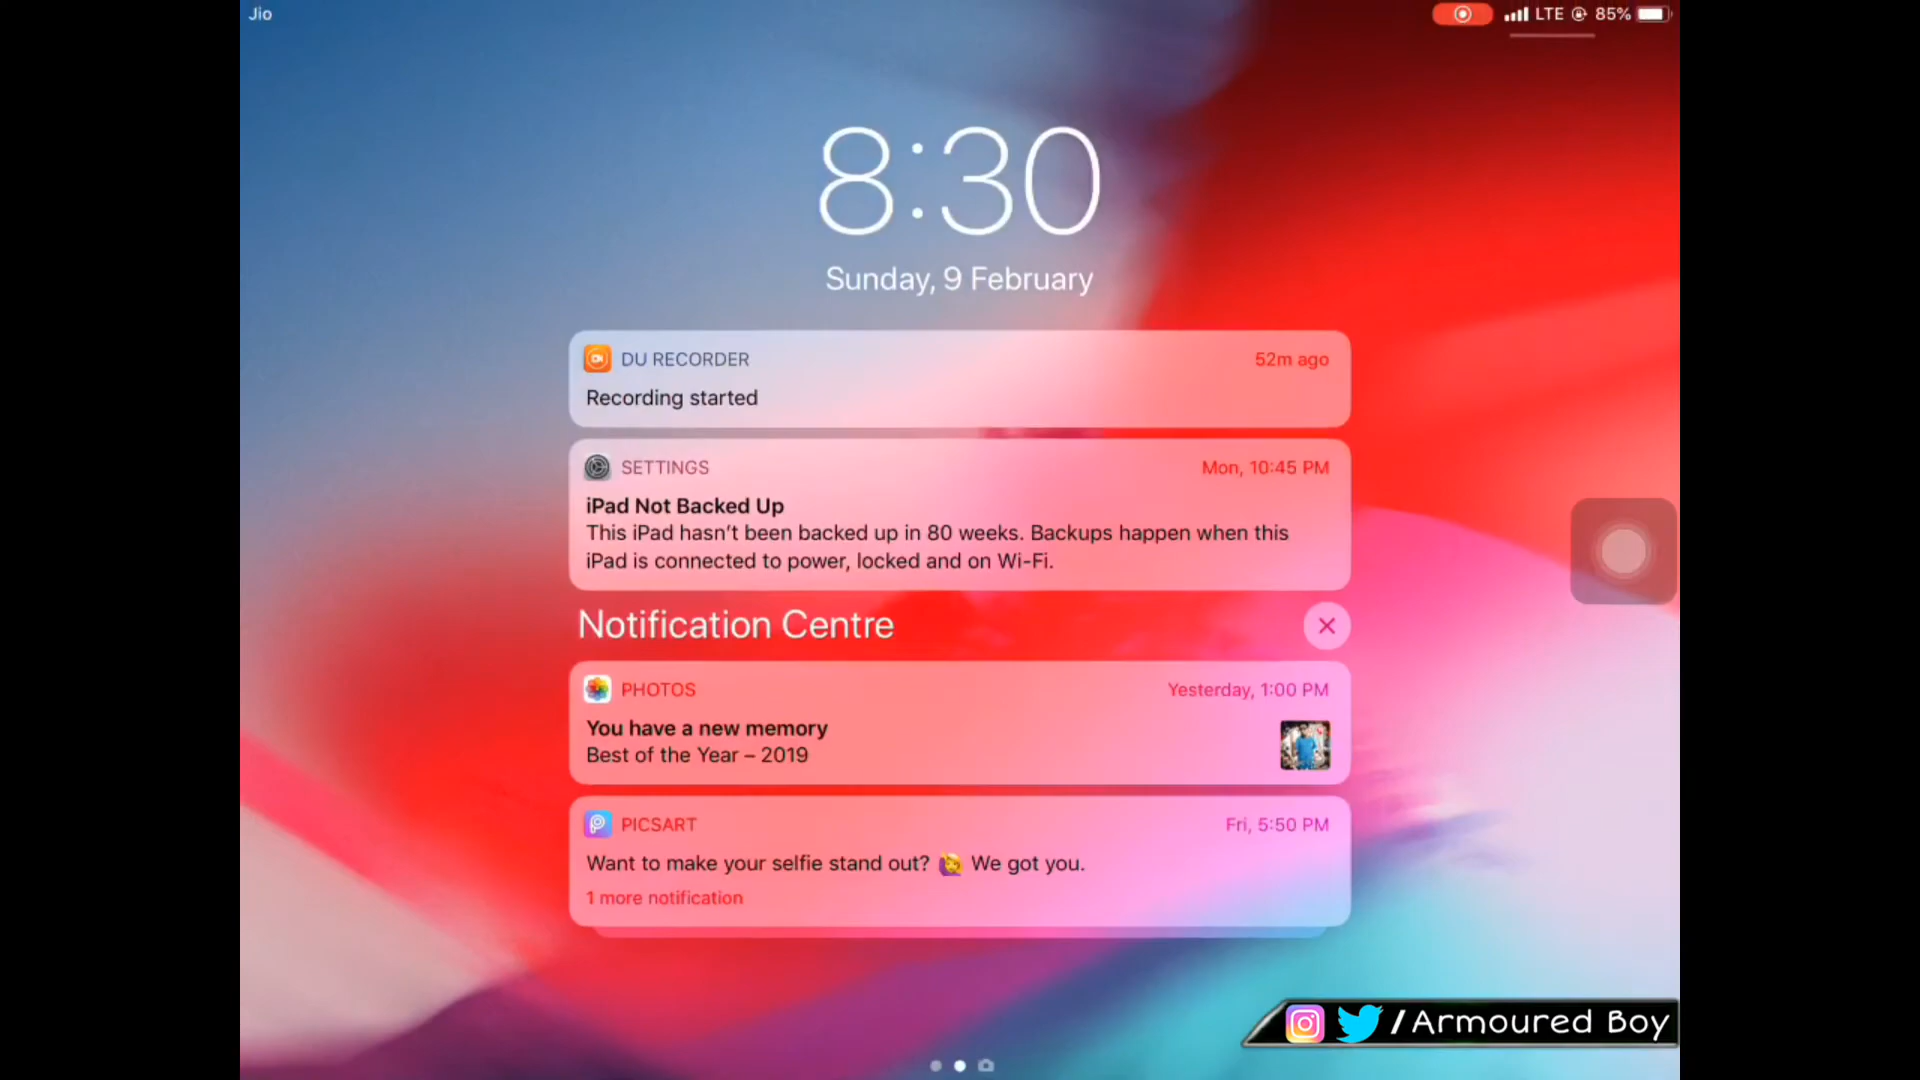 Jio
LTE 85%
8:30
Sunday, 9 February
DU RECORDER 52m ago
Recording started
SETTINGS Mon, 10:45 PM
iPad Not Backed Up
This iPad hasn't been backed up in 80 weeks. Backups happen when this
iPad is connected to power, locked and on Wi-Fi.
Notification Centre
PHOTOS Yesterday, 1:00 PM
You have a new memory
Best of the Year – 2019
PICSART Fri, 5:50 PM
Want to make your selfie stand out? 🙋 We got you.
1 more notification
/Armoured Boy